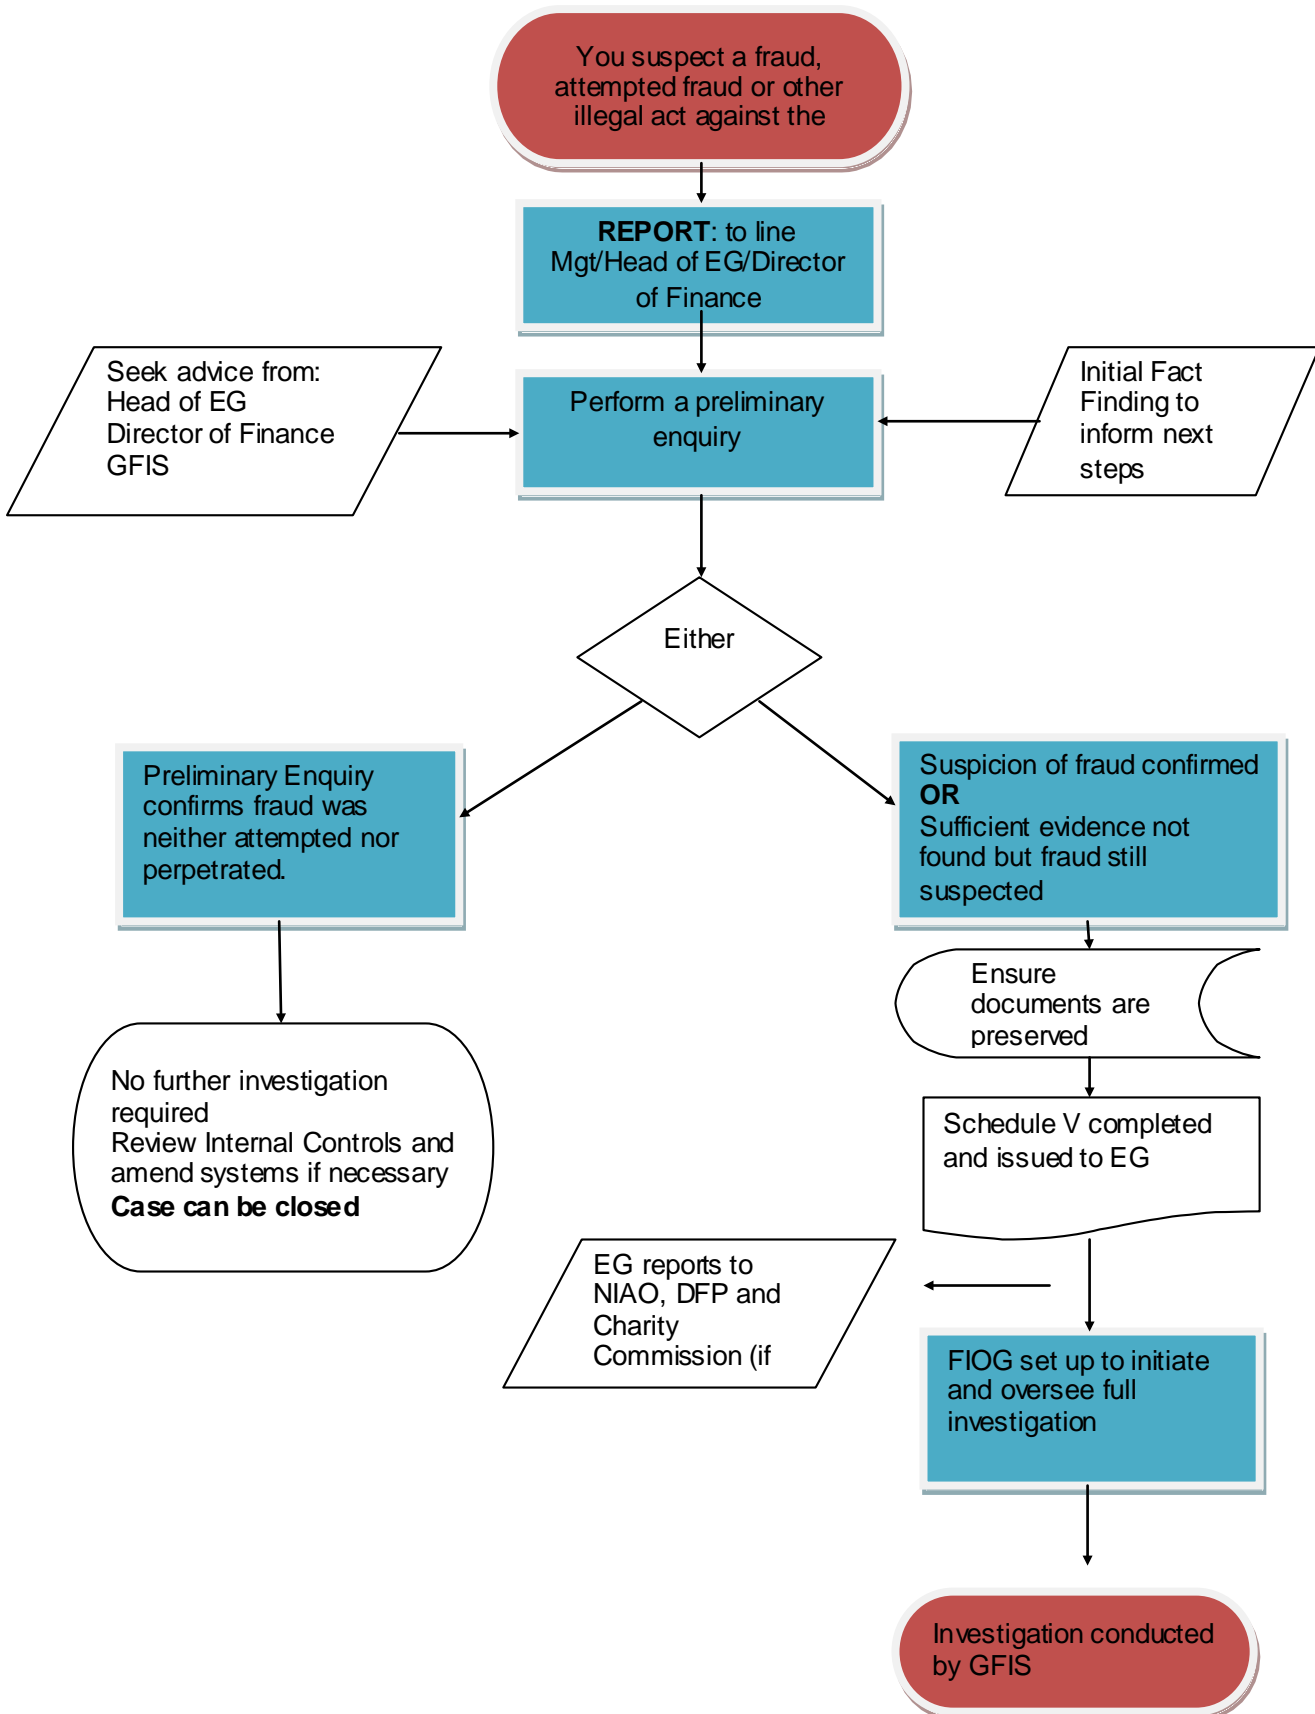 You suspect a fraud,
attempted fraud or other
illegal act against the
REPORT: to line
Mgt/Head of EG/Director
of Finance
Seek advice from:
Head of EG
Director of Finance
GFIS
Perform a preliminary
enquiry
Initial Fact
Finding to
inform next
steps
Either
Preliminary Enquiry
confirms fraud was
neither attempted nor
perpetrated.
Suspicion of fraud confirmed
OR
Sufficient evidence not
found but fraud still
suspected
No further investigation
required
Review Internal Controls and
amend systems if necessary
Case can be closed
Ensure
documents are
preserved
Schedule V completed
and issued to EG
EG reports to
NIAO, DFP and
Charity
Commission (if
FIOG set up to initiate
and oversee full
investigation
Investigation conducted
by GFIS